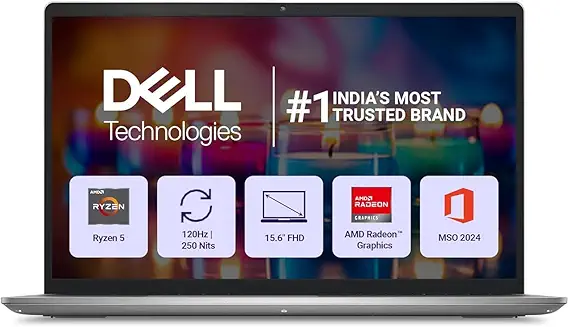 DELL
Technologies
#1 INDIA'S MOST
TRUSTED BRAND
AMD
RYZEN
5
Ryzen 5
120Hz |
250 Nits
15.6" FHD
AMD
RADEON
GRAPHICS
AMD Radeon™
Graphics
MSO 2024